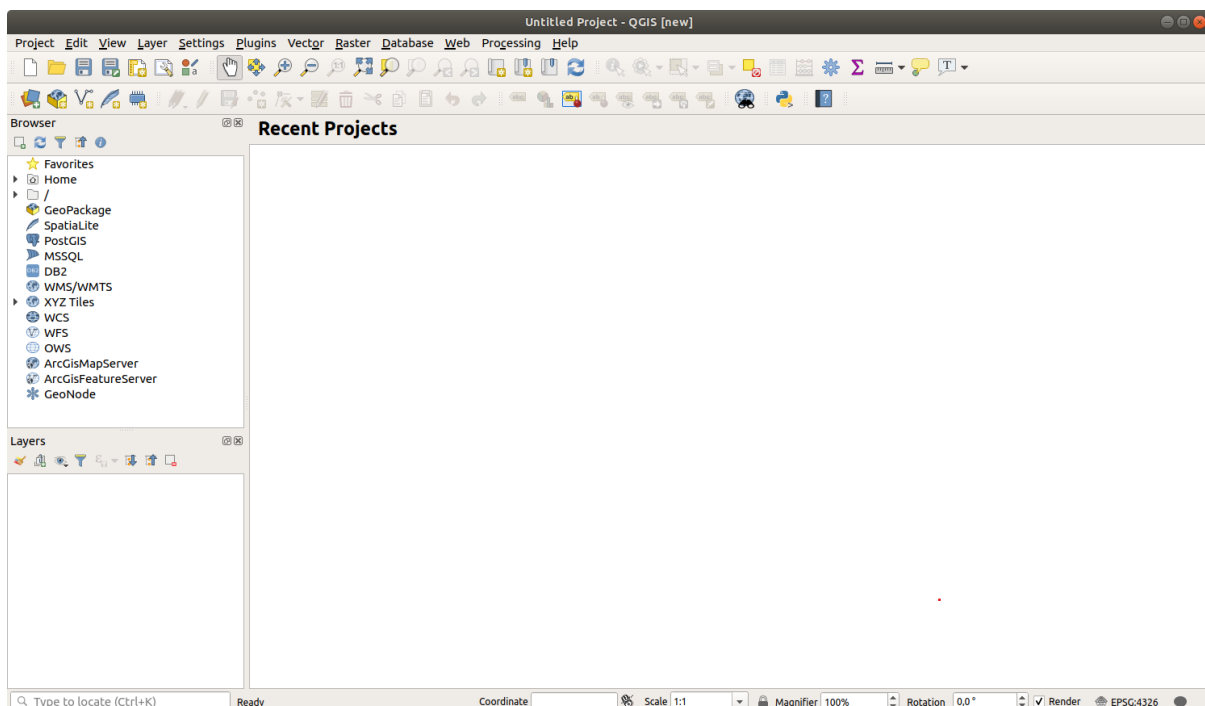 Untitled Project - QGIS [new]
Project Edit View Layer Settings Plugins Vector Raster Database Web Processing Help
Browser
Recent Projects
Favorites
Home
/
GeoPackage
SpatiaLite
PostGIS
MSSQL
DB2
WMS/WMTS
XYZ Tiles
WCS
WFS
OWS
ArcGisMapServer
ArcGisFeatureServer
GeoNode
Layers
Type to locate (Ctrl+K) Ready Coordinate Scale 1:1 Magnifier 100% Rotation 0,0 ° Render EPSG:4326